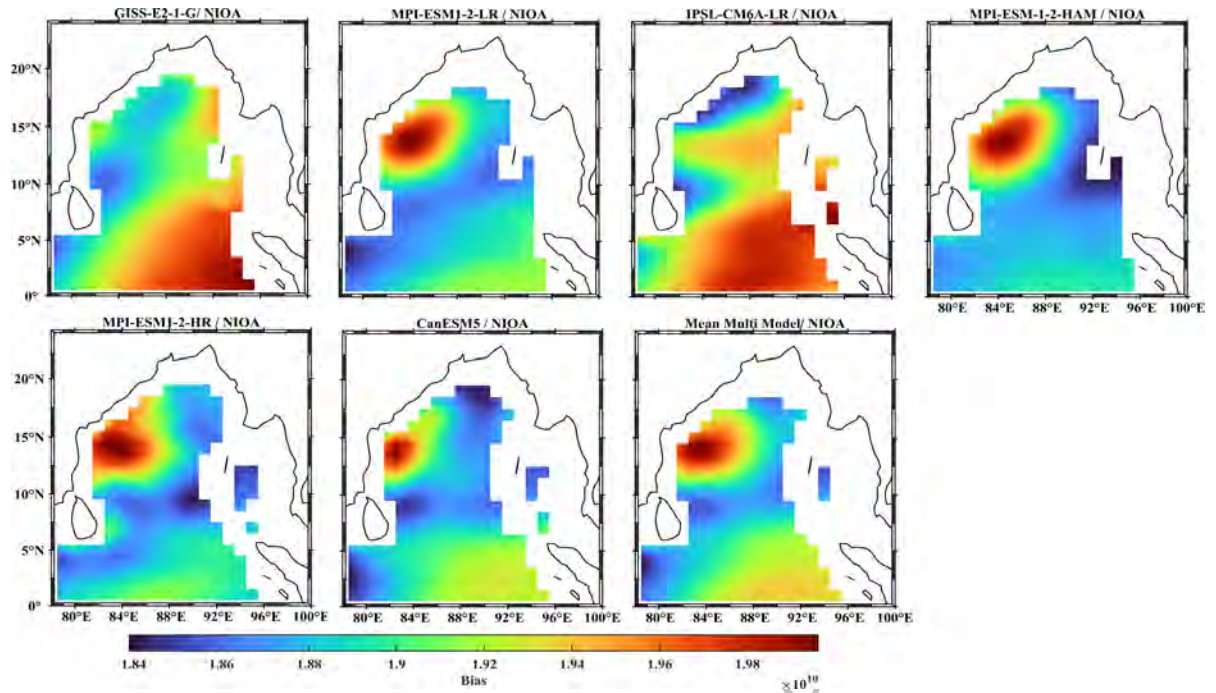 GISS-E2-1-G/ NIOA MPI-ESM1-2-LR / NIOA IPSL-CM6A-LR / NIOA MPI-ESM-1-2-HAM / NIOA
20°N
15°N
10°N
5°N
0°
80°E 84°E 88°E 92°E 96°E 100°E
MPI-ESM1-2-HR / NIOA CanESM5 / NIOA Mean Multi Model/ NIOA
20°N
15°N
10°N
5°N
0°
80°E 84°E 88°E 92°E 96°E 100°E 80°E 84°E 88°E 92°E 96°E 100°E 80°E 84°E 88°E 92°E 96°E 100°E
1.84 1.86 1.88 1.9 1.92 1.94 1.96 1.98
Bias ×10¹⁰